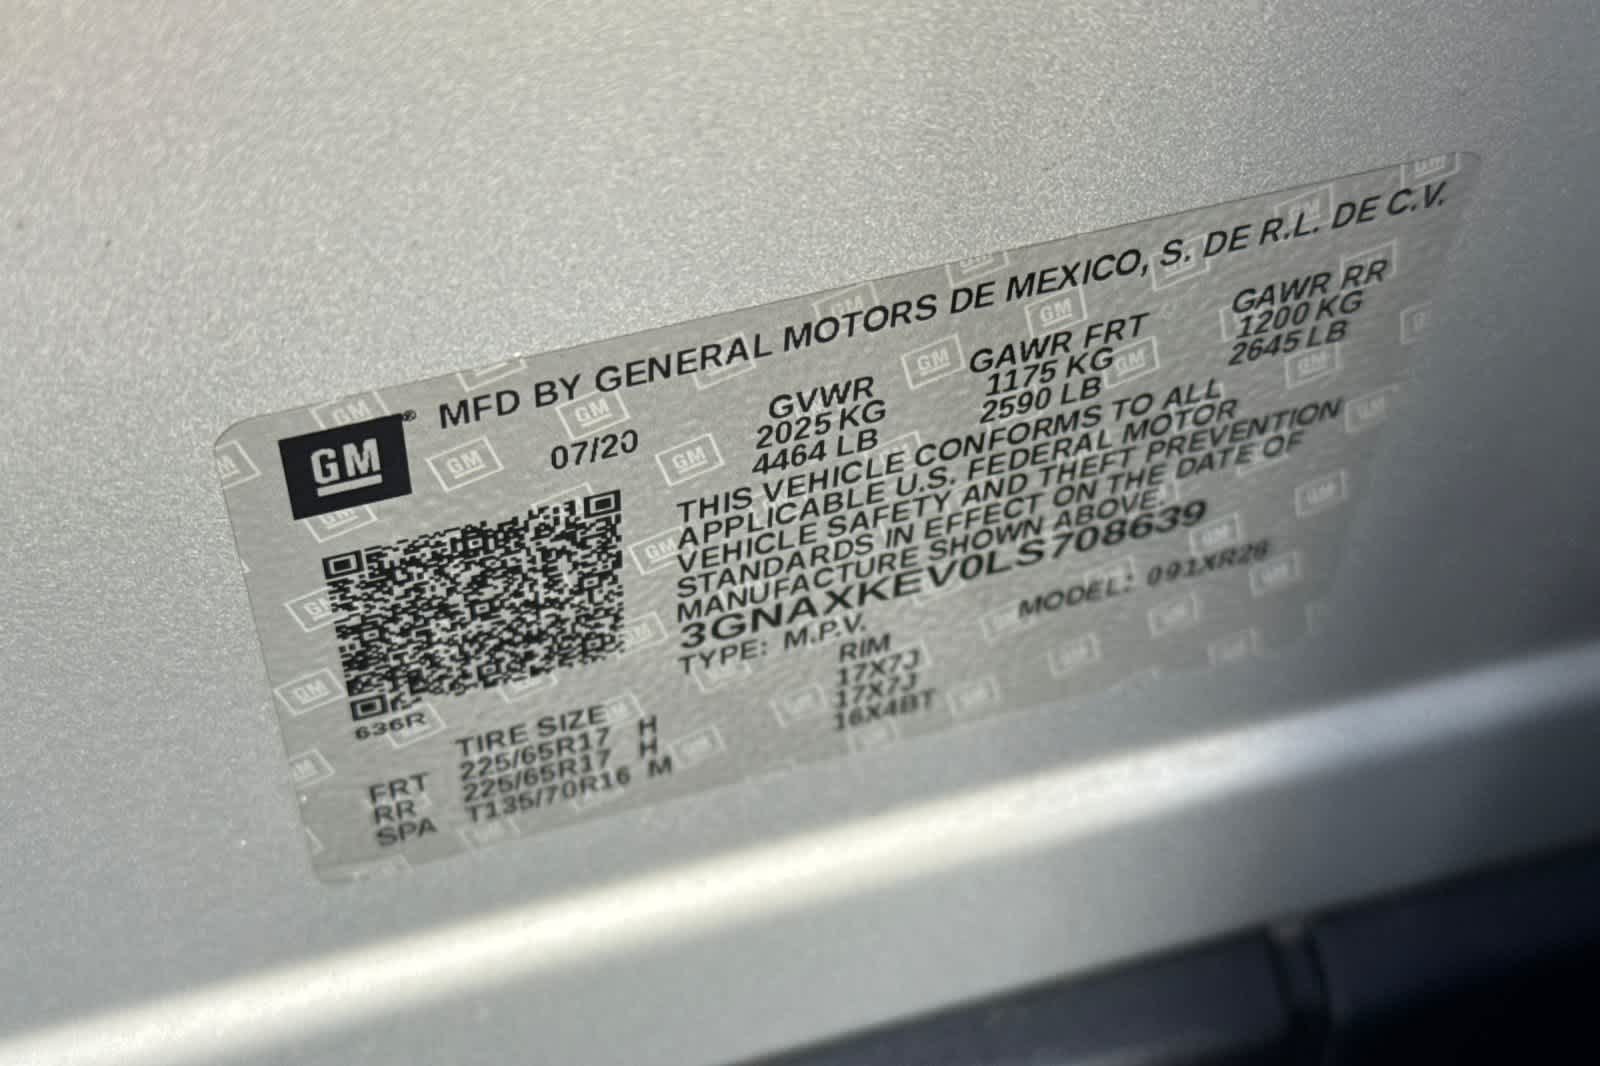 MFD BY GENERAL MOTORS DE MEXICO, S. DE R.L. DE C.V.
GM®
07/20
GVWR GAWR FRT GAWR RR
2025 KG 1175 KG 1200 KG
4464 LB 2590 LB 2645 LB
THIS VEHICLE CONFORMS TO ALL
APPLICABLE U.S. FEDERAL MOTOR
VEHICLE SAFETY AND THEFT PREVENTION
STANDARDS IN EFFECT ON THE DATE OF
MANUFACTURE SHOWN ABOVE.
3GNAXKEV0LS708639
TYPE: M.P.V. MODEL: 091XR26
636R
TIRE SIZE RIM
FRT 225/65R17 H 17X7J
RR 225/65R17 H 17X7J
SPA T135/70R16 M 16X4BT